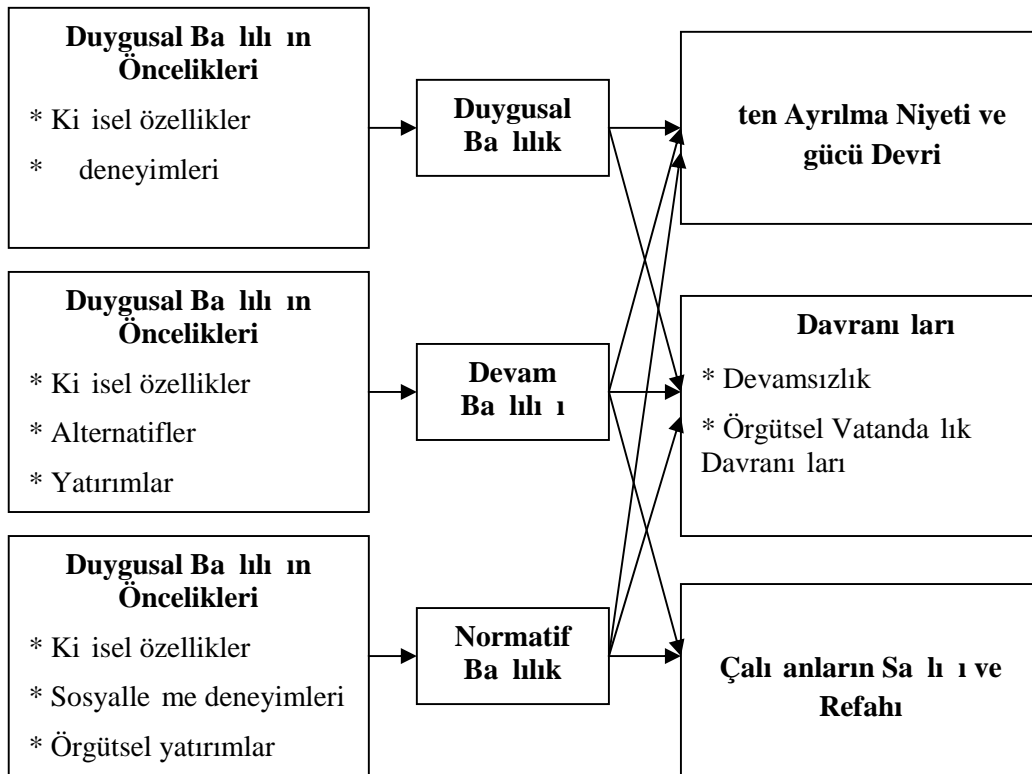 Duygusal Ba lılı ın
Öncelikleri
* Ki isel özellikler
* deneyimleri
Duygusal
Ba lılık
ten Ayrılma Niyeti ve
gücü Devri
Duygusal Ba lılı ın
Öncelikleri
* Ki isel özellikler
* Alternatifler
* Yatırımlar
Devam
Ba lılı ı
Davranı ları
* Devamsızlık
* Örgütsel Vatanda lık
Davranı ları
Duygusal Ba lılı ın
Öncelikleri
* Ki isel özellikler
* Sosyalle me deneyimleri
* Örgütsel yatırımlar
Normatif
Ba lılık
Çalı anların Sa lı ı ve
Refahı